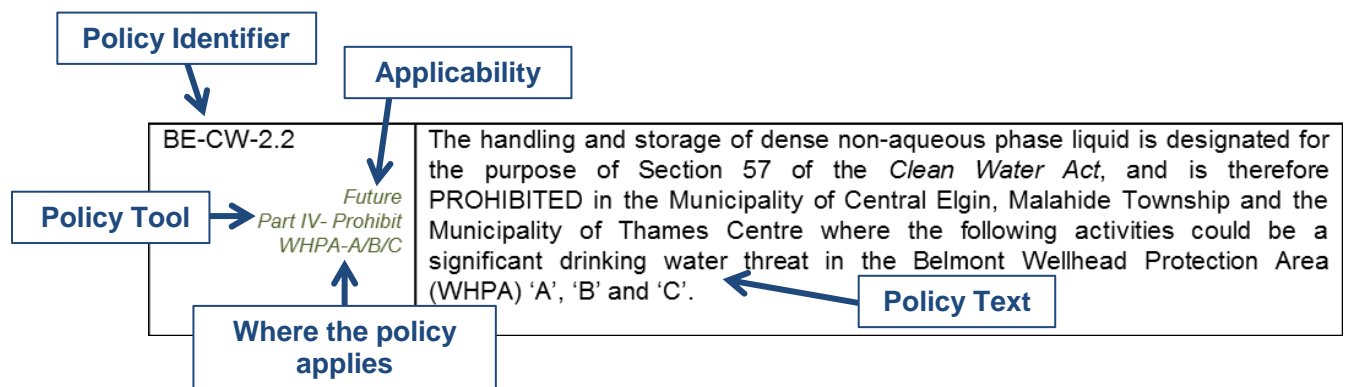 Policy Identifier
Applicability
BE-CW-2.2
Future
Part IV- Prohibit
WHPA-A/B/C
Policy Tool
The handling and storage of dense non-aqueous phase liquid is designated for
the purpose of Section 57 of the Clean Water Act, and is therefore
PROHIBITED in the Municipality of Central Elgin, Malahide Township and the
Municipality of Thames Centre where the following activities could be a
significant drinking water threat in the Belmont Wellhead Protection Area
(WHPA) ‘A’, ‘B’ and ‘C’.
Policy Text
Where the policy
applies